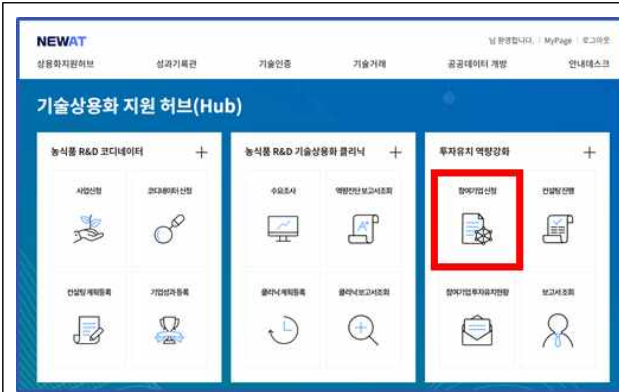 NEWAT
님 환영합니다. | MyPage | 로그아웃
상용화지원허브 성과기록관 기술인증 기술거래 공공데이터 개방 안내데스크
기술상용화 지원 허브(Hub)
농식품 R&D 코디네이터 +
농식품 R&D 기술상용화 클리닉 +
투자유치 역량강화 +
사업신청 코디네이터 신청 수요조사 역량진단 보고서조회 참여기업 신청 컨설팅 진행
컨설팅 계획등록 기업성과 등록 클리닉 계획등록 클리닉 보고서조회 참여기업 투자유치현황 보고서 조회